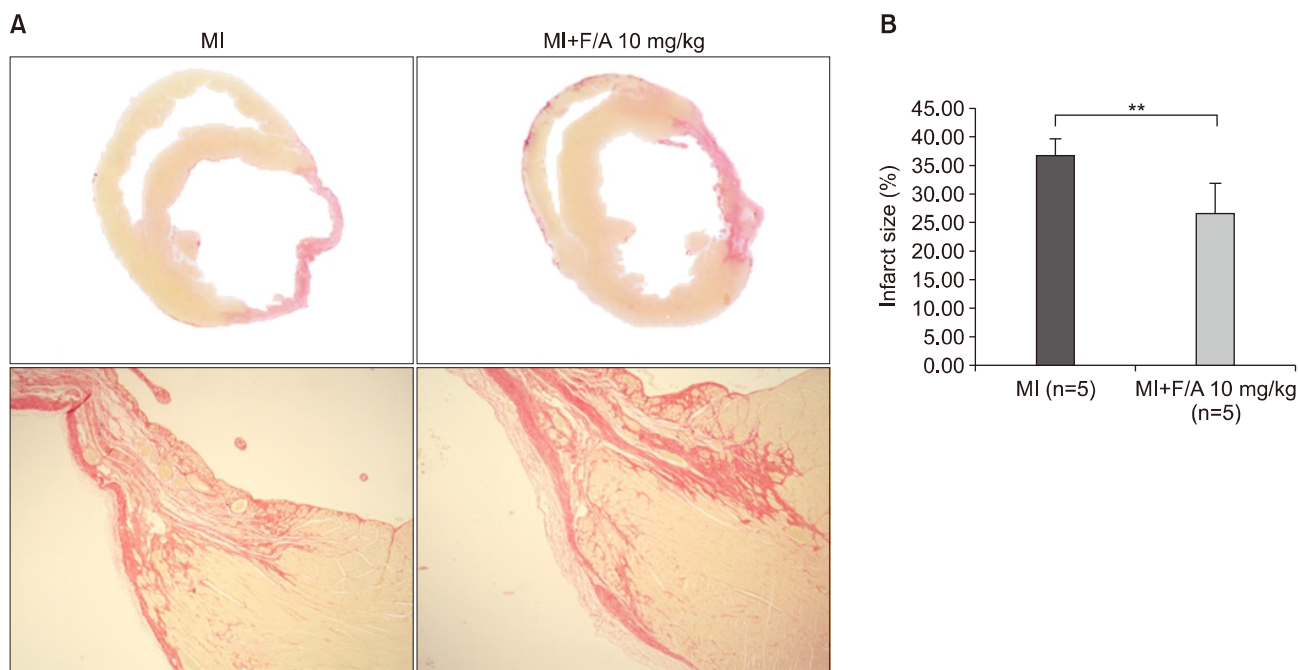 A
MI
MI+F/A 10 mg/kg
B
**
45.00
40.00
35.00
30.00
25.00
20.00
15.00
10.00
5.00
0.00
Infarct size (%)
MI (n=5)
MI+F/A 10 mg/kg
(n=5)